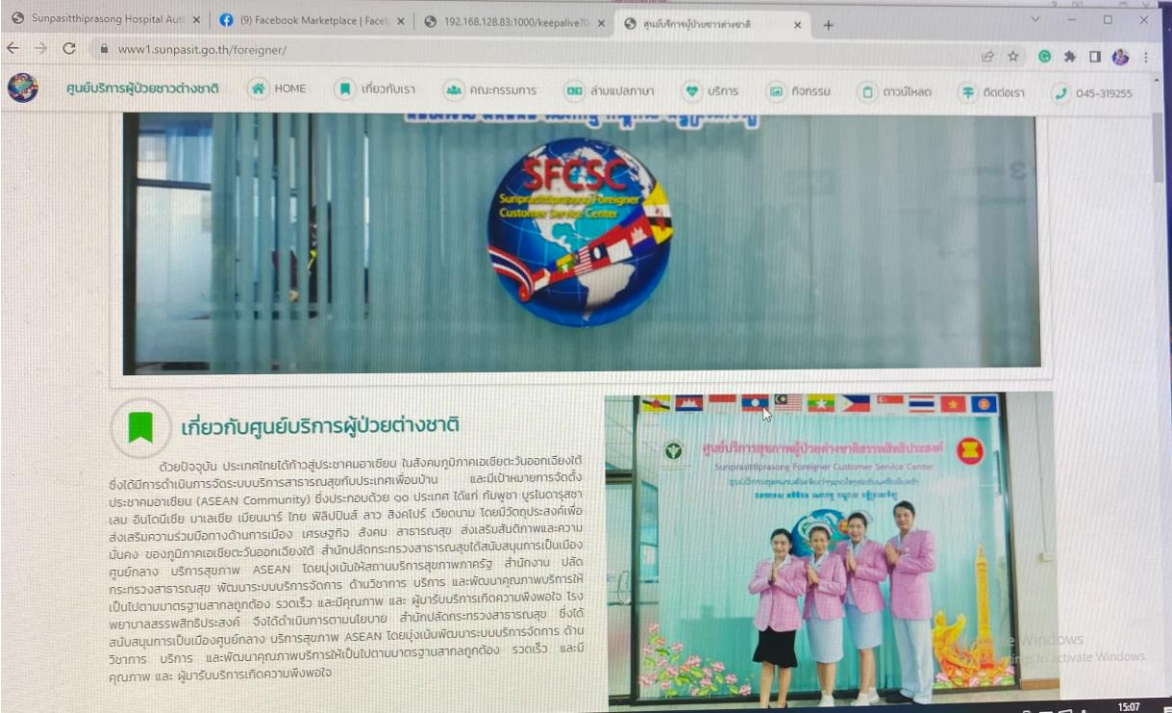 Sunpasitthiprasong Hospital Aut
(9) Facebook Marketplace | Faceb
192.168.128.83:1000/keepalive?0
ศูนย์บริการผู้ป่วยชาวต่างชาติ
www1.sunpasit.go.th/foreigner/
ศูนย์บริการผู้ป่วยชาวต่างชาติ
HOME
เกี่ยวกับเรา
คณะกรรมการ
ล่ามแปลภาษา
บริการ
กิจกรรม
ดาวน์โหลด
ติดต่อเรา
045-319255
SFCSC
Sunprasittiprasong Foreigner
Customer Service Center
เกี่ยวกับศูนย์บริการผู้ป่วยต่างชาติ
ด้วยปัจจุบัน ประเทศไทยได้ก้าวสู่ประชาคมอาเซียน ในสังคมภูมิภาคเอเชียตะวันออกเฉียงใต้
ซึ่งได้มีการดำเนินการจัดระบบบริการสาธารณสุขกับประเทศเพื่อนบ้าน และมีเป้าหมายการจัดตั้ง
ประชาคมอาเซียน (ASEAN Community) ซึ่งประกอบด้วย ๑๐ ประเทศ ได้แก่ กัมพูชา บรูไนดารุสซา
เลม อินโดนีเซีย มาเลเซีย เมียนมาร์ ไทย ฟิลิปปินส์ ลาว สิงคโปร์ เวียดนาม โดยมีวัตถุประสงค์เพื่อ
ส่งเสริมความร่วมมือทางด้านการเมือง เศรษฐกิจ สังคม สาธารณสุข ส่งเสริมสันติภาพและความ
มั่นคง ของภูมิภาคเอเชียตะวันออกเฉียงใต้ สำนักปลัดกระทรวงสาธารณสุขได้สนับสนุนการเป็นเมือง
ศูนย์กลาง บริการสุขภาพ ASEAN โดยมุ่งเน้นให้สถานบริการสุขภาพภาครัฐ สำนักงาน ปลัด
กระทรวงสาธารณสุข พัฒนาระบบบริการจัดการ ด้านวิชาการ บริการ และพัฒนาคุณภาพบริการให้
เป็นไปตามมาตรฐานสากลถูกต้อง รวดเร็ว และมีคุณภาพ และ ผู้มารับบริการเกิดความพึงพอใจ โรง
พยาบาลสรรพสิทธิประสงค์ จึงได้ดำเนินการตามนโยบาย สำนักปลัดกระทรวงสาธารณสุข ซึ่งได้
สนับสนุนการเป็นเมืองศูนย์กลาง บริการสุขภาพ ASEAN โดยมุ่งเน้นพัฒนาระบบบริการจัดการ ด้าน
วิชาการ บริการ และพัฒนาคุณภาพบริการให้เป็นไปตามมาตรฐานสากลถูกต้อง รวดเร็ว และมี
คุณภาพ และ ผู้มารับบริการเกิดความพึงพอใจ
ศูนย์บริการสุขภาพผู้ป่วยต่างชาติสรรพสิทธิประสงค์
Sunprasittiprasong Foreigner Customer Service Center
e Windows
ings to activate Windows.
15:07